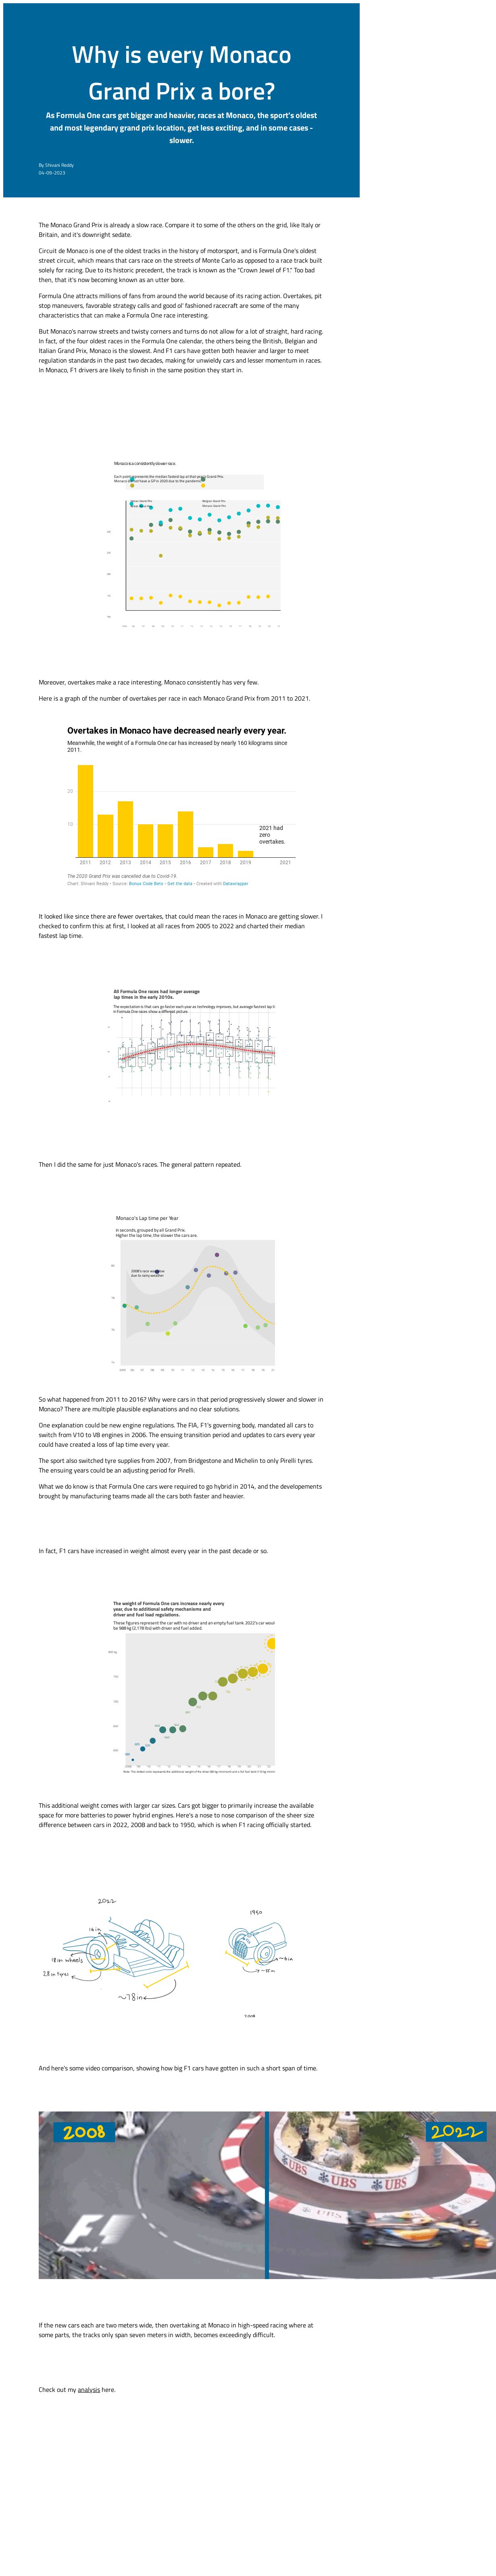 Why is every Monaco
Grand Prix a bore?
As Formula One cars get bigger and heavier, races at Monaco, the sport's oldest
and most legendary grand prix location, get less exciting, and in some cases -
slower.
By Shivani Reddy
04-09-2023
The Monaco Grand Prix is already a slow race. Compare it to some of the others on the grid, like Italy or
Britain, and it's downright sedate.
Circuit de Monaco is one of the oldest tracks in the history of motorsport, and is Formula One's oldest
street circuit, which means that cars race on the streets of Monte Carlo as opposed to a race track built
solely for racing. Due to its historic precedent, the track is known as the "Crown Jewel of F1." Too bad
then, that it's now becoming known as an utter bore.
Formula One attracts millions of fans from around the world because of its racing action. Overtakes, pit
stop maneuvers, favorable strategy calls and good ol' fashioned racecraft are some of the many
characteristics that can make a Formula One race interesting.
But Monaco's narrow streets and twisty corners and turns do not allow for a lot of straight, hard racing.
In fact, of the four oldest races in the Formula One calendar, the others being the British, Belgian and
Italian Grand Prix, Monaco is the slowest. And F1 cars have gotten both heavier and larger to meet
regulation standards in the past two decades, making for unwieldy cars and lesser momentum in races.
In Monaco, F1 drivers are likely to finish in the same position they start in.
Monaco is a consistently slower race.
Each point represents the median fastest lap at that year's Grand Prix.
Monaco did not have a GP in 2020 due to the pandemic.
Belgian Grand Prix
Monaco Grand Prix
Moreover, overtakes make a race interesting. Monaco consistently has very few.
Here is a graph of the number of overtakes per race in each Monaco Grand Prix from 2011 to 2021.
Overtakes in Monaco have decreased nearly every year.
Meanwhile, the weight of a Formula One car has increased by nearly 160 kilograms since
2011.
20
10
2021 had
zero
overtakes.
2011 2012 2013 2014 2015 2016 2017 2018 2019 2021
The 2020 Grand Prix was cancelled due to Covid-19.
Chart: Shivani Reddy • Source: Bonus Code Bets • Get the data • Created with Datawrapper
It looked like since there are fewer overtakes, that could mean the races in Monaco are getting slower. I
checked to confirm this: at first, I looked at all races from 2005 to 2022 and charted their median
fastest lap time.
All Formula One races had longer average
lap times in the early 2010s.
The expectation is that cars go faster each year as technology improves, but average fastest lap ti
in Formula One races show a different picture.
Then I did the same for just Monaco's races. The general pattern repeated.
Monaco's Lap time per Year
in seconds, grouped by all Grand Prix.
Higher the lap time, the slower the cars are.
2008's race was slow
due to rainy weather
So what happened from 2011 to 2016? Why were cars in that period progressively slower and slower in
Monaco? There are multiple plausible explanations and no clear solutions.
One explanation could be new engine regulations. The FIA, F1's governing body, mandated all cars to
switch from V10 to V8 engines in 2006. The ensuing transition period and updates to cars every year
could have created a loss of lap time every year.
The sport also switched tyre supplies from 2007, from Bridgestone and Michelin to only Pirelli tyres.
The ensuing years could be an adjusting period for Pirelli.
What we do know is that Formula One cars were required to go hybrid in 2014, and the developements
brought by manufacturing teams made all the cars both faster and heavier.
In fact, F1 cars have increased in weight almost every year in the past decade or so.
The weight of Formula One cars increase nearly every
year, due to additional safety mechanisms and
driver and fuel load regulations.
These figures represent the car with no driver and an empty fuel tank. 2022's car woul
be 988 kg (2,178 lbs) with driver and fuel added.
This additional weight comes with larger car sizes. Cars got bigger to primarily increase the available
space for more batteries to power hybrid engines. Here's a nose to nose comparison of the sheer size
difference between cars in 2022, 2008 and back to 1950, which is when F1 racing officially started.
2022
1950
16 in
18 in wheels
28 in tyres
~78 in
2008
And here's some video comparison, showing how big F1 cars have gotten in such a short span of time.
2008
2022
F1
UBS
UBS
UBS
If the new cars each are two meters wide, then overtaking at Monaco in high-speed racing where at
some parts, the tracks only span seven meters in width, becomes exceedingly difficult.
Check out my analysis here.